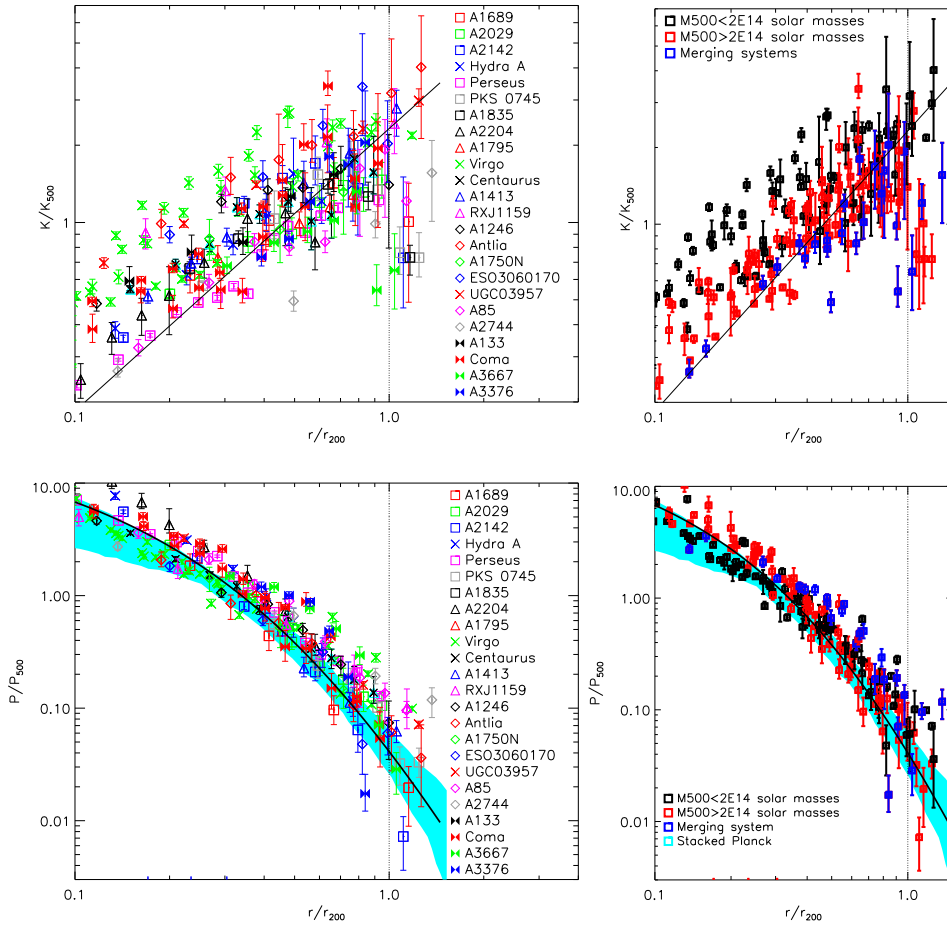 K/K500
1
0.1
1.0
r/r200
A1689
A2029
A2142
Hydra A
Perseus
PKS 0745
A1835
A2204
A1795
Virgo
Centaurus
A1413
RXJ1159
A1246
Antlia
A1750N
ESO3060170
UGC03957
A85
A2744
A133
Coma
A3667
A3376
K/K500
1
0.1
1.0
r/r200
M500<2E14 solar masses
M500>2E14 solar masses
Merging systems
P/P500
10.00
1.00
0.10
0.01
0.1
1.0
r/r200
A1689
A2029
A2142
Hydra A
Perseus
PKS 0745
A1835
A2204
A1795
Virgo
Centaurus
A1413
RXJ1159
A1246
Antlia
A1750N
ESO3060170
UGC03957
A85
A2744
A133
Coma
A3667
A3376
P/P500
10.00
1.00
0.10
0.01
0.1
1.0
r/r200
M500<2E14 solar masses
M500>2E14 solar masses
Merging system
Stacked Planck